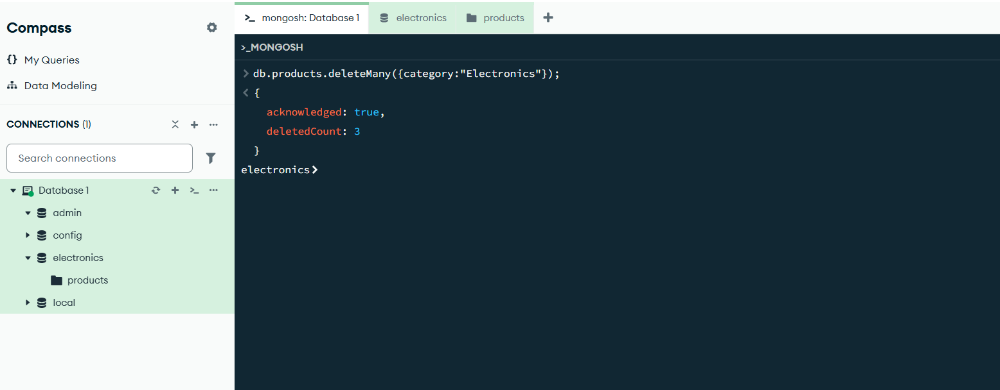 Compass
My Queries
Data Modeling
CONNECTIONS (1)
Search connections
Database 1
admin
config
electronics
products
local
mongosh: Database 1
electronics
products
>_MONGOSH
db.products.deleteMany({category:"Electronics"});
{
acknowledged: true,
deletedCount: 3
}
electronics>